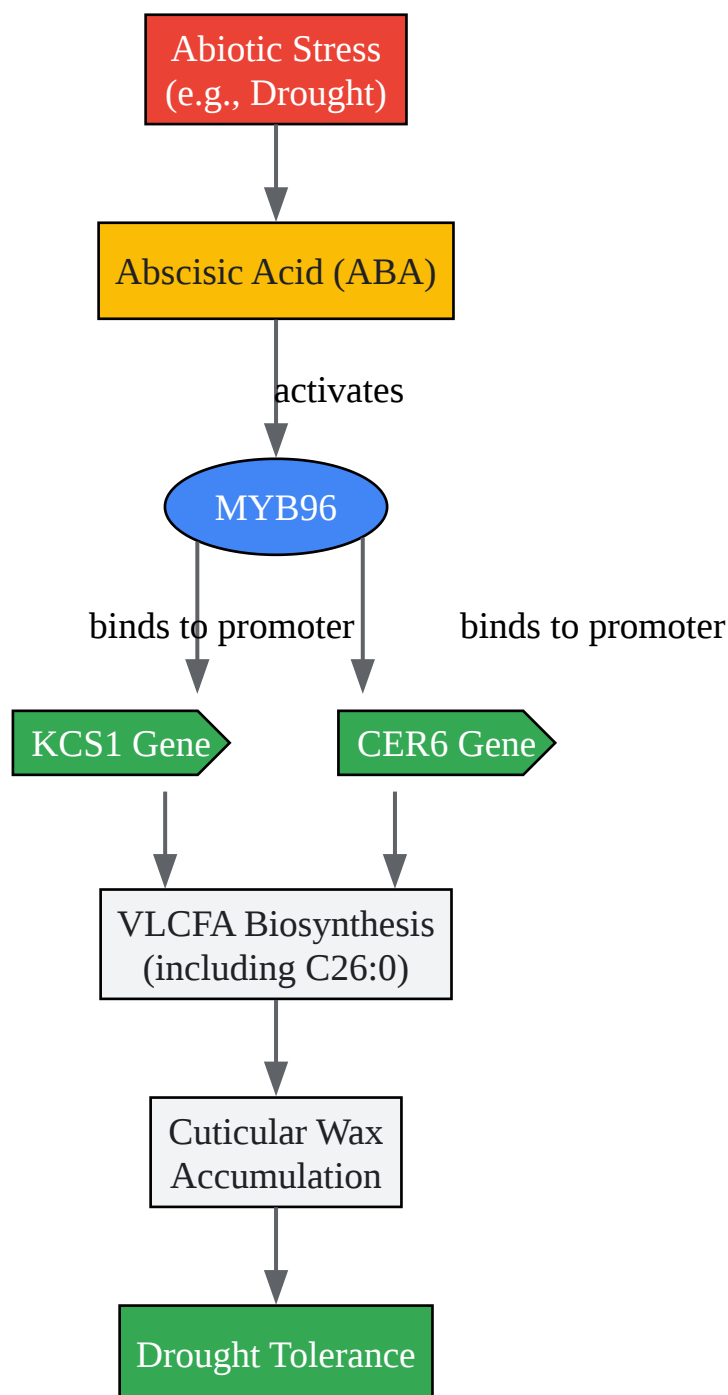 Abiotic Stress
(e.g., Drought)
Abscisic Acid (ABA)
activates
MYB96
binds to promoter
binds to promoter
KCS1 Gene
CER6 Gene
VLCFA Biosynthesis
(including C26:0)
Cuticular Wax
Accumulation
Drought Tolerance